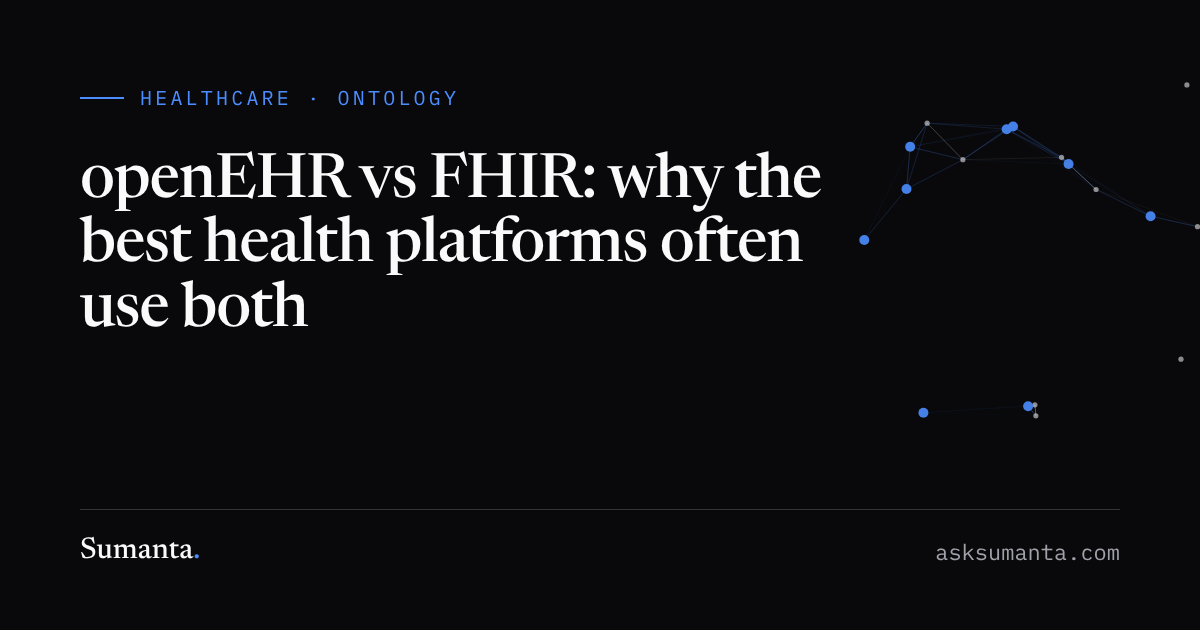 HEALTHCARE · ONTOLOGY
openEHR vs FHIR: why the
best health platforms often
use both
Sumanta.
asksumanta.com